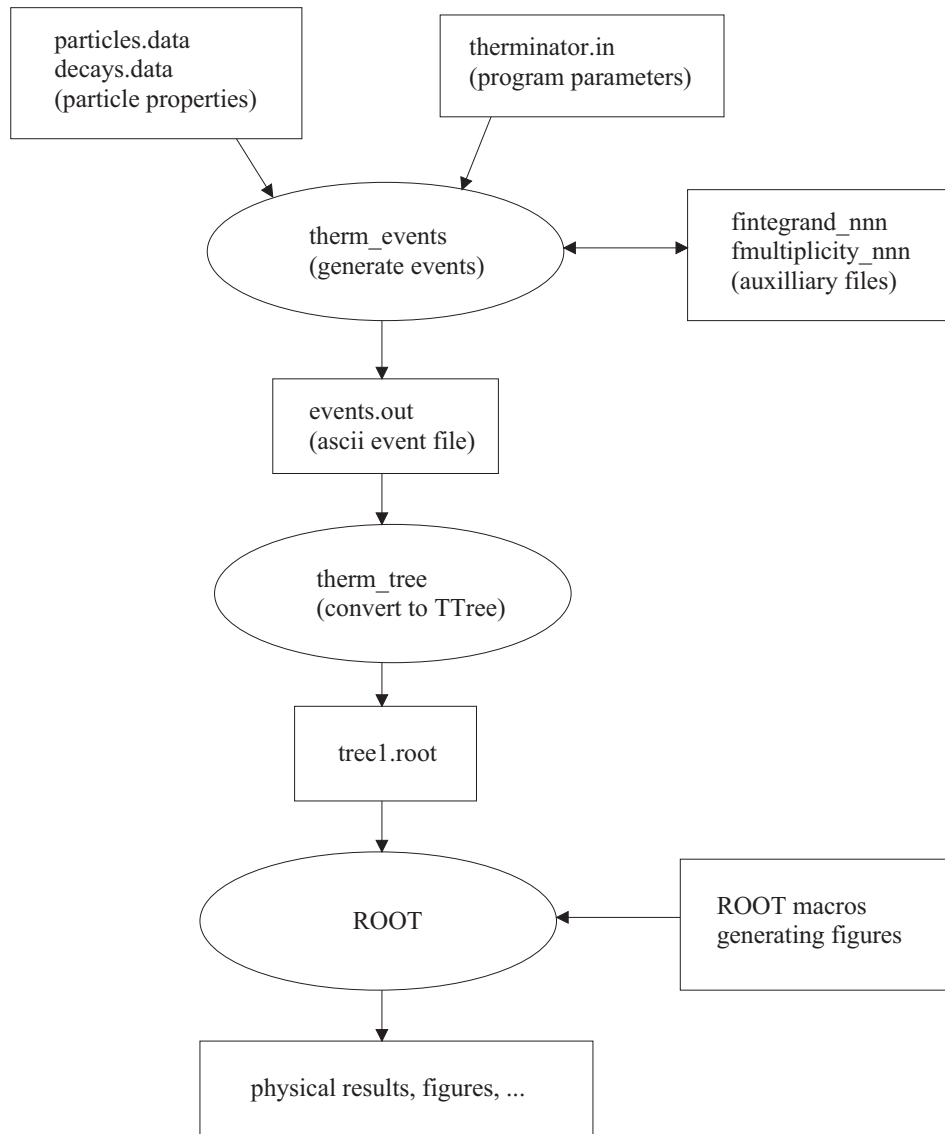 particles.data
decays.data
(particle properties)
therminator.in
(program parameters)
therm_events
(generate events)
fintegrand_nnn
fmultiplicity_nnn
(auxilliary files)
events.out
(ascii event file)
therm_tree
(convert to TTree)
tree1.root
ROOT
ROOT macros
generating figures
physical results, figures, ...